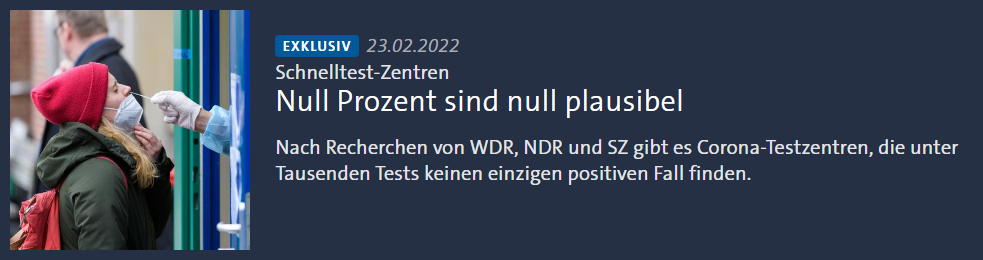 EXKLUSIV 23.02.2022
Schnelltest-Zentren
Null Prozent sind null plausibel
Nach Recherchen von WDR, NDR und SZ gibt es Corona-Testzentren, die unter
Tausenden Tests keinen einzigen positiven Fall finden.